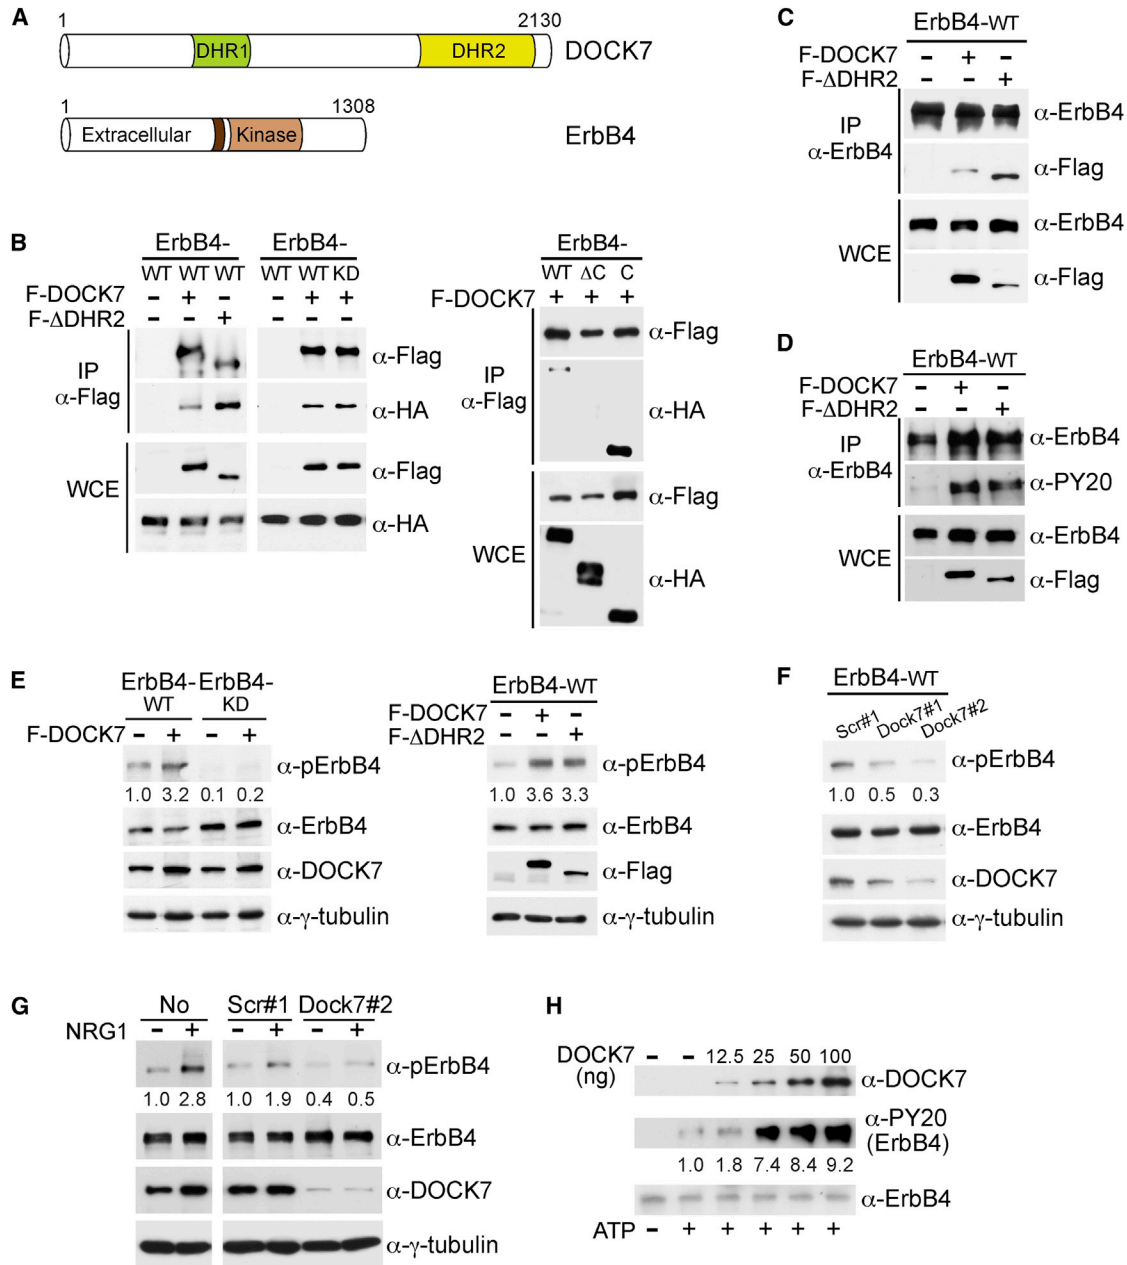 A
1 2130
DHR1 DHR2 DOCK7
1 1308
Extracellular Kinase ErbB4
B
ErbB4- ErbB4-
WT WT WT WT WT KD
F-DOCK7 - + - - + +
F-ΔDHR2 - - + - - -
IP
α-Flag
α-Flag
α-HA
WCE
α-Flag
α-HA
ErbB4-
WT ΔC C
F-DOCK7 + + +
IP
α-Flag
α-Flag
α-HA
WCE
α-Flag
α-HA
C
ErbB4-WT
F-DOCK7 - + -
F-ΔDHR2 - - +
IP
α-ErbB4
α-ErbB4
α-Flag
WCE
α-ErbB4
α-Flag
D
ErbB4-WT
F-DOCK7 - + -
F-ΔDHR2 - - +
IP
α-ErbB4
α-ErbB4
α-PY20
WCE
α-ErbB4
α-Flag
E
ErbB4- ErbB4-
WT KD
F-DOCK7 - + - +
α-pErbB4
1.0 3.2 0.1 0.2
α-ErbB4
α-DOCK7
α-γ-tubulin
ErbB4-WT
F-DOCK7 - + -
F-ΔDHR2 - - +
α-pErbB4
1.0 3.6 3.3
α-ErbB4
α-Flag
α-γ-tubulin
F
ErbB4-WT
Scr#1 Dock7#1 Dock7#2
α-pErbB4
1.0 0.5 0.3
α-ErbB4
α-DOCK7
α-γ-tubulin
G
No Scr#1 Dock7#2
NRG1 - + - + - +
α-pErbB4
1.0 2.8 1.0 1.9 0.4 0.5
α-ErbB4
α-DOCK7
α-γ-tubulin
H
DOCK7 - - 12.5 25 50 100
(ng)
α-DOCK7
α-PY20
(ErbB4)
1.0 1.8 7.4 8.4 9.2
α-ErbB4
ATP - + + + + +